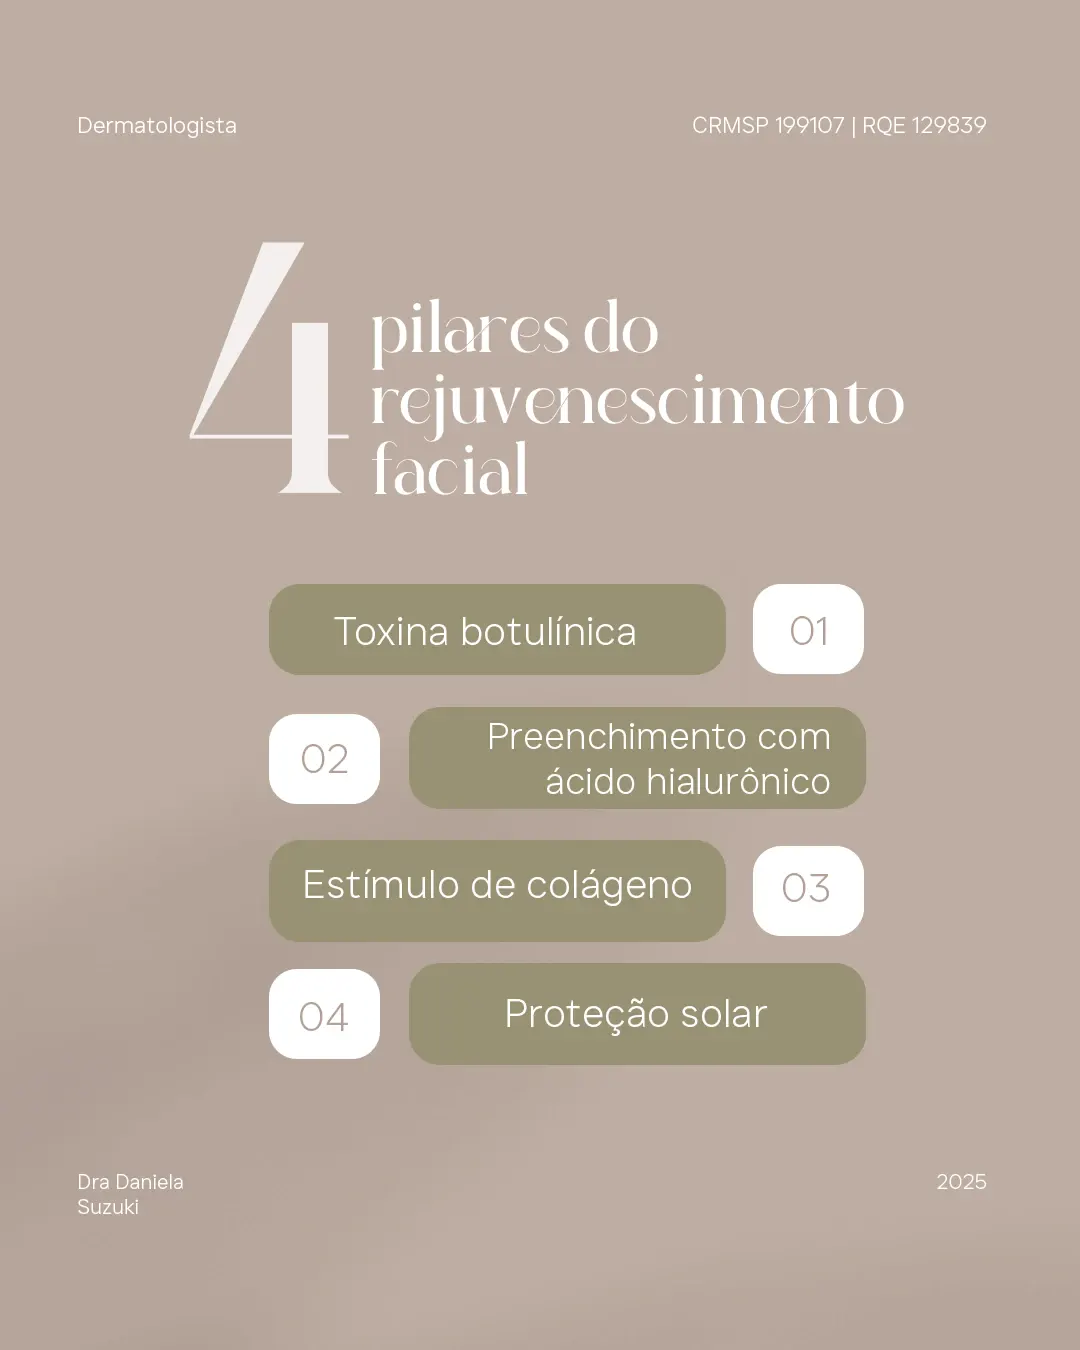 Dermatologista
CRMSP 199107 | RQE 129839
4
pilares do
rejuvenescimento
facial
Toxina botulínica
01
02
Preenchimento com
ácido hialurônico
Estímulo de colágeno
03
04
Proteção solar
Dra Daniela
Suzuki
2025